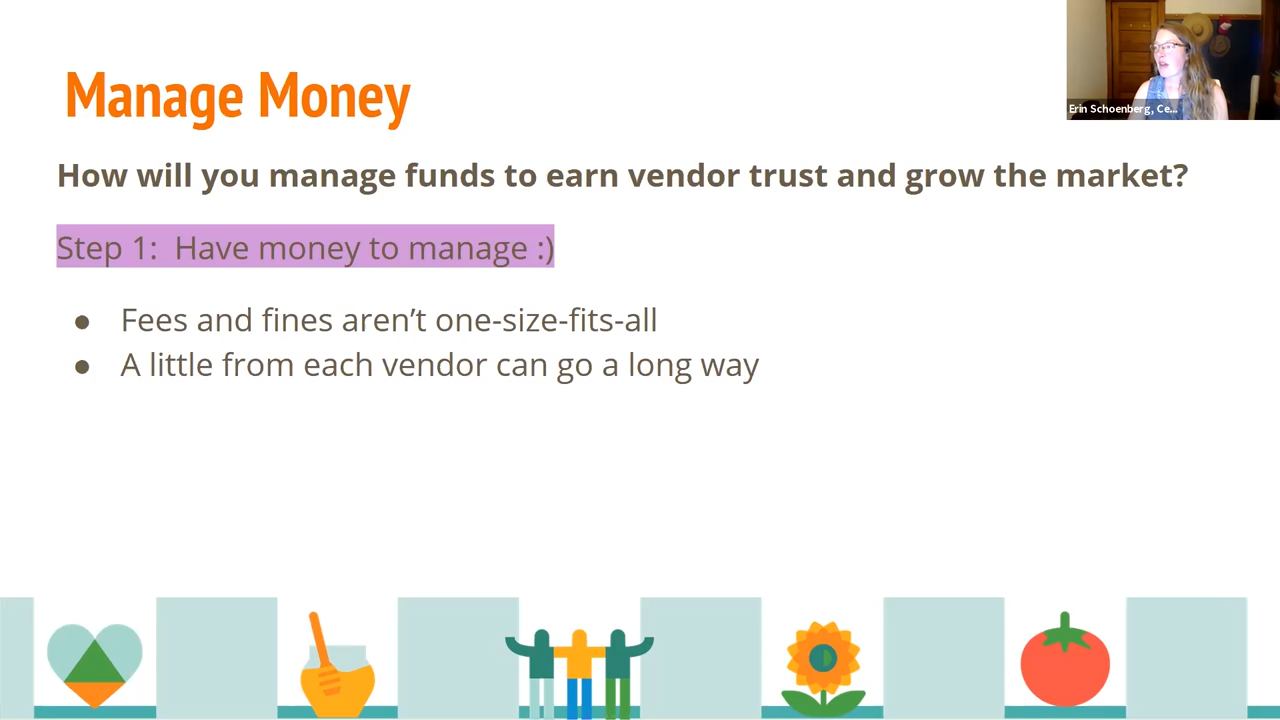 Manage Money
Erin Schoenberg, Ce...
How will you manage funds to earn vendor trust and grow the market?
Step 1:  Have money to manage :)
● Fees and fines aren’t one-size-fits-all
● A little from each vendor can go a long way